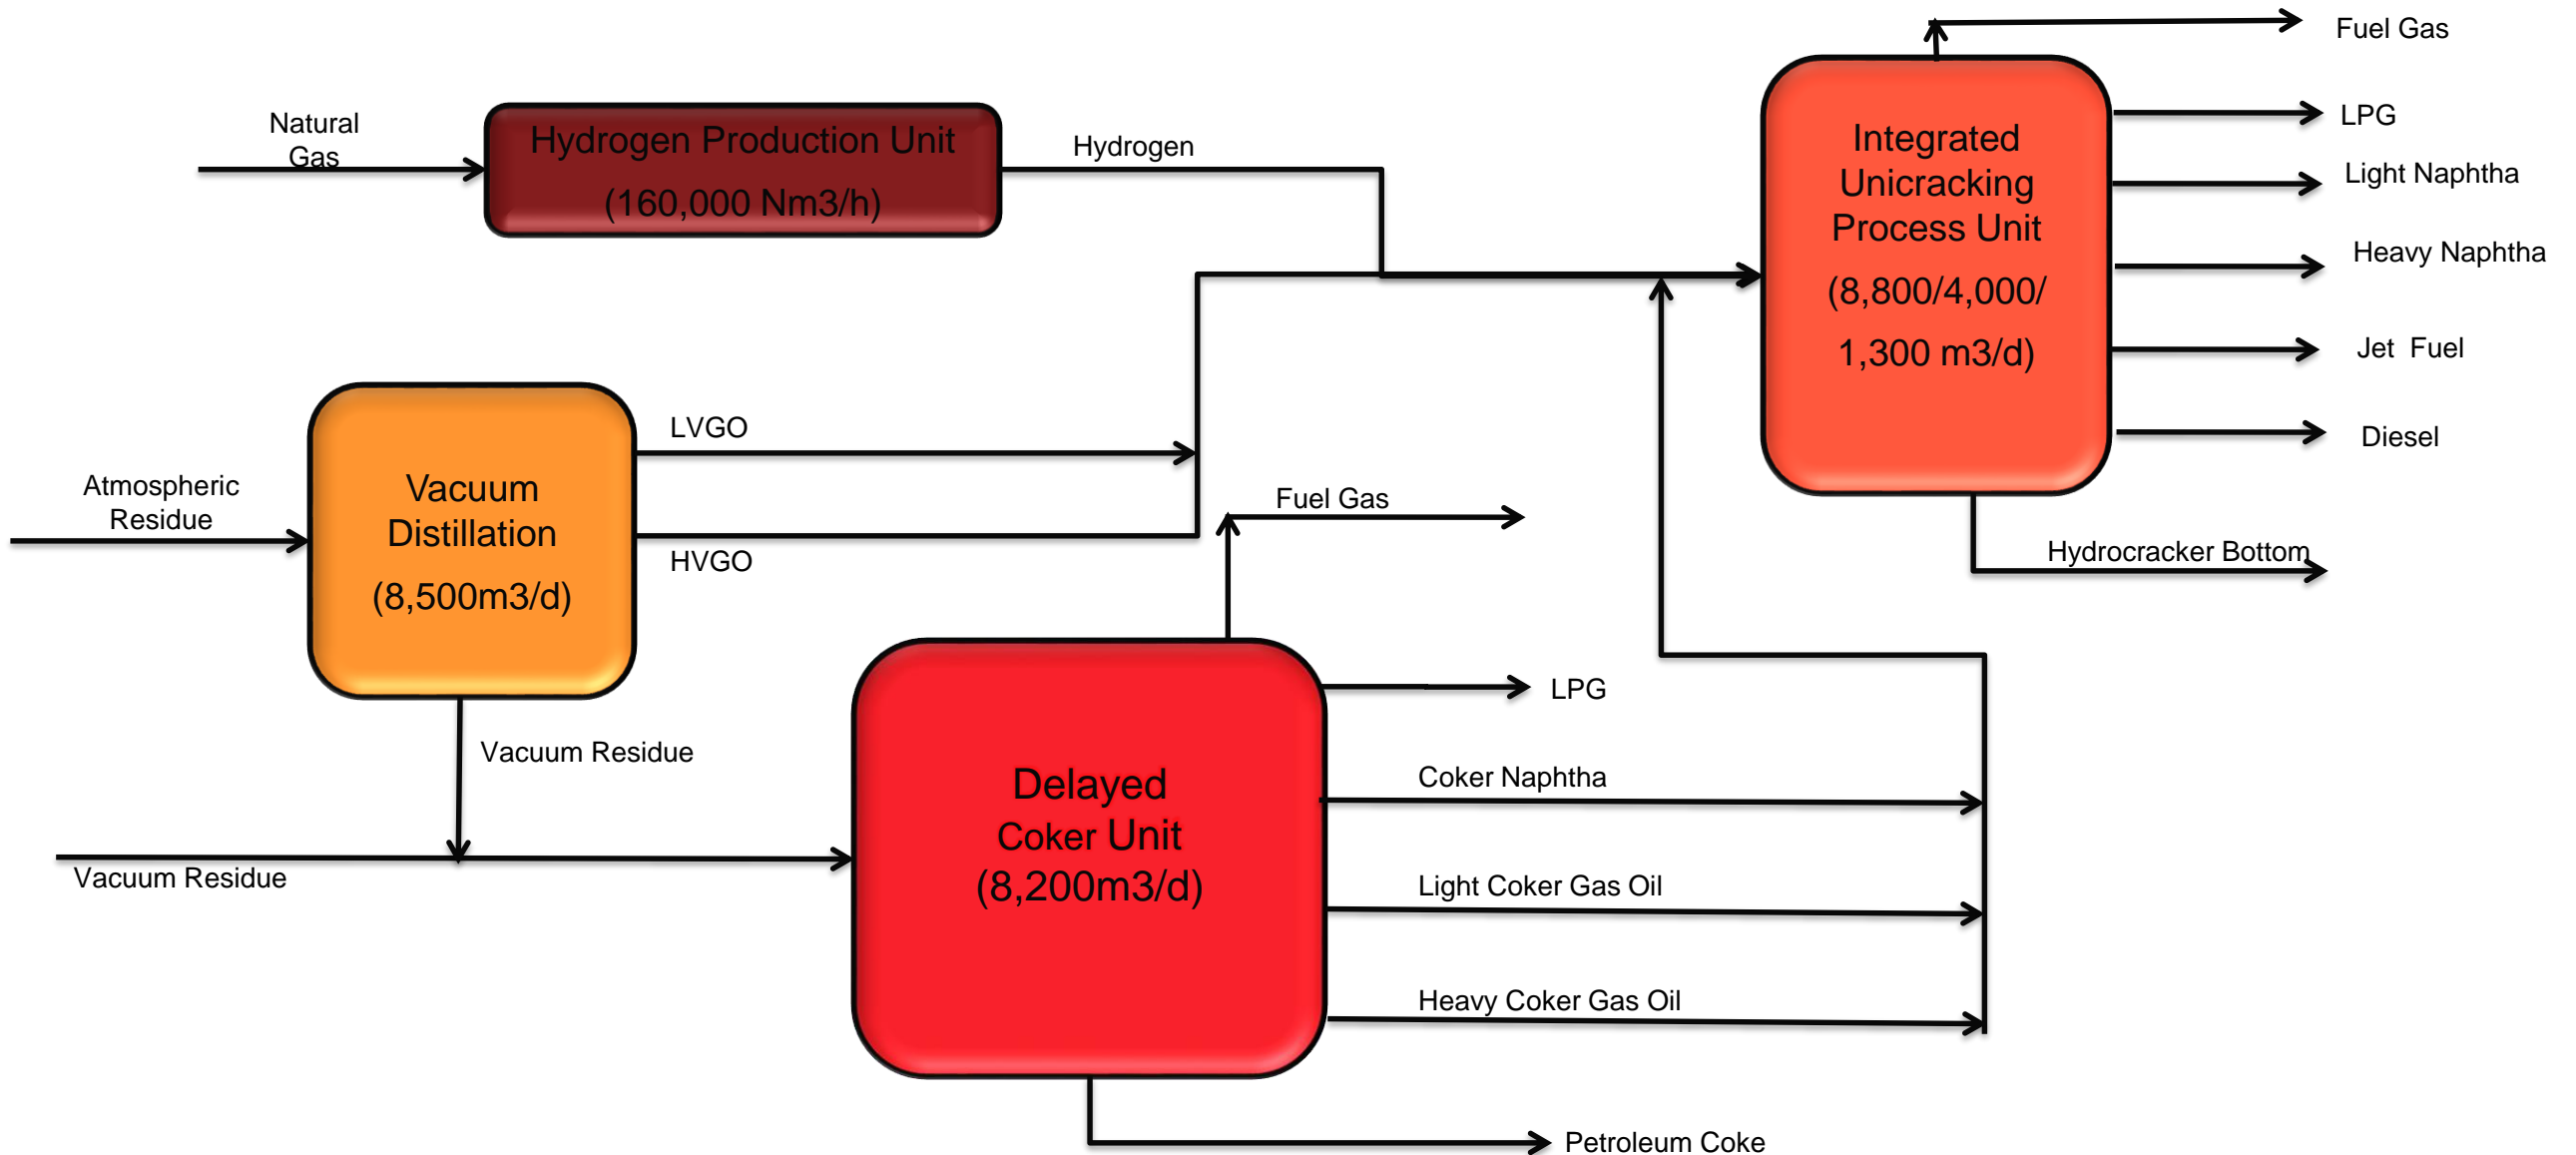 Fuel Gas
Natural
Gas
Hydrogen Production Unit
(160,000 Nm3/h)
Hydrogen
Integrated
Unicracking
Process Unit
(8,800/4,000/
1,300 m3/d)
LPG
Light Naphtha
Heavy Naphtha
Jet  Fuel
Diesel
Hydrocracker Bottom
Atmospheric
Residue
Vacuum
Distillation
(8,500m3/d)
LVGO
HVGO
Fuel Gas
Vacuum Residue
Vacuum Residue
Delayed
Coker Unit
(8,200m3/d)
LPG
Coker Naphtha
Light Coker Gas Oil
Heavy Coker Gas Oil
Petroleum Coke